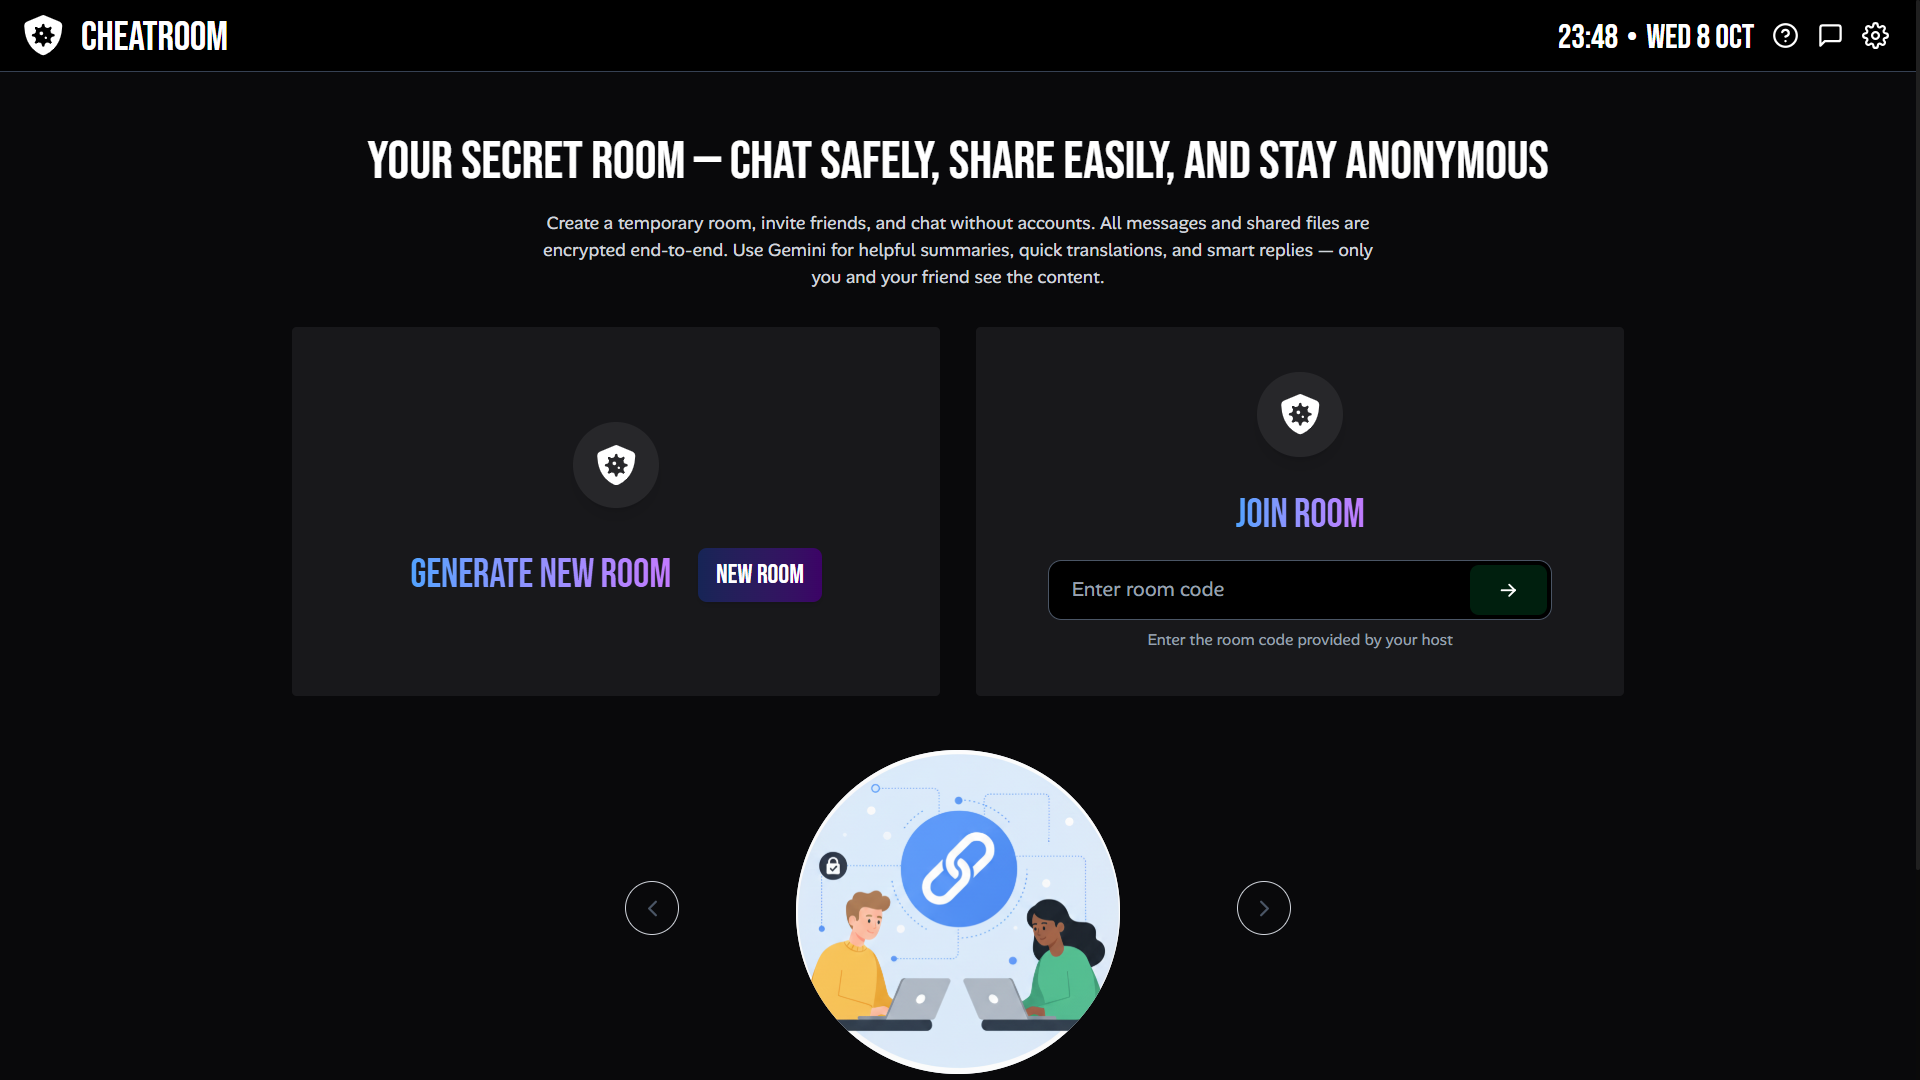 CHEATROOM
23:48 • WED 8 OCT
YOUR SECRET ROOM — CHAT SAFELY, SHARE EASILY, AND STAY ANONYMOUS
Create a temporary room, invite friends, and chat without accounts. All messages and shared files are
encrypted end-to-end. Use Gemini for helpful summaries, quick translations, and smart replies — only
you and your friend see the content.
GENERATE NEW ROOM
NEW ROOM
JOIN ROOM
Enter room code
Enter the room code provided by your host